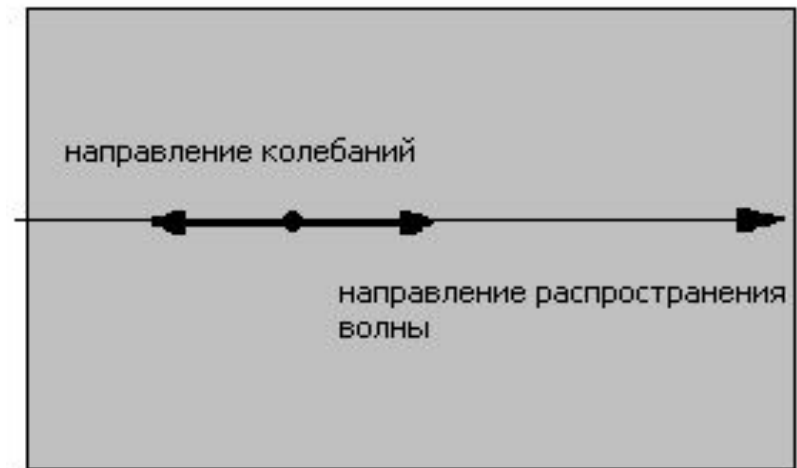 направление колебаний
направление распространения
волны